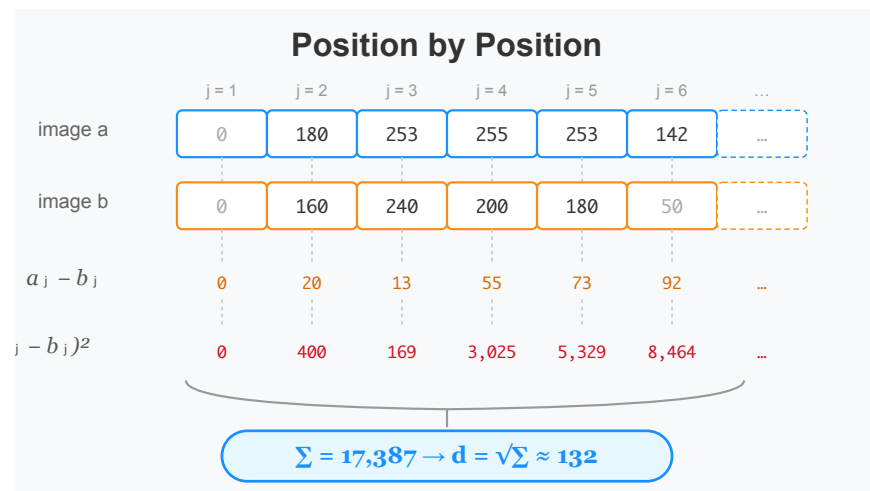 Position by Position
j = 1 j = 2 j = 3 j = 4 j = 5 j = 6 ...
image a 0 180 253 255 253 142 ...
image b 0 160 240 200 180 50 ...
a j − b j 0 20 13 55 73 92 ...
j − b j )² 0 400 169 3,025 5,329 8,464 ...
∑ = 17,387 → d = √∑ ≈ 132